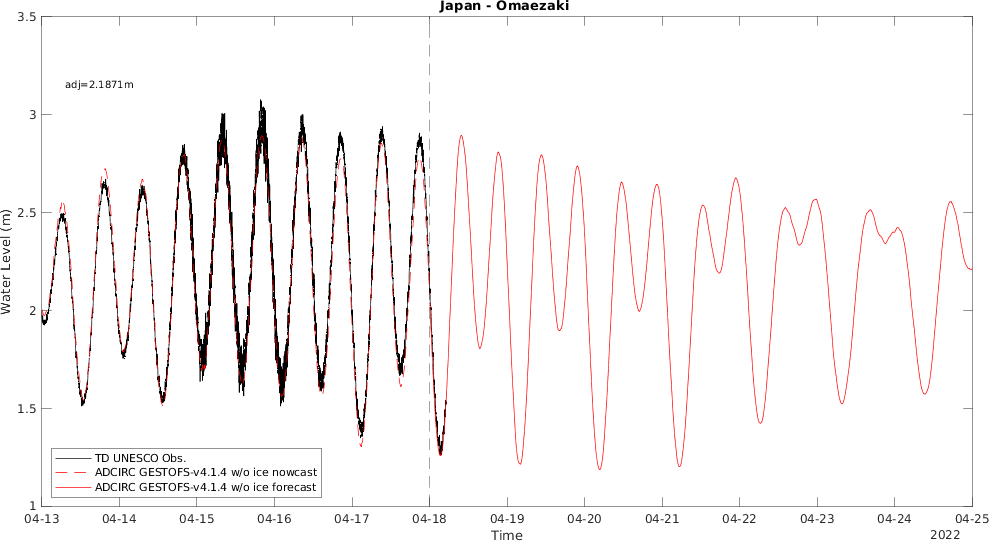 Japan - Omaezaki
3.5
adj=2.1871m
3
2.5
Water Level (m)
2
1.5
TD UNESCO Obs.
ADCIRC GESTOFS-v4.1.4 w/o ice nowcast
ADCIRC GESTOFS-v4.1.4 w/o ice forecast
1
04-13 04-14 04-15 04-16 04-17 04-18 04-19 04-20 04-21 04-22 04-23 04-24 04-25
Time
2022